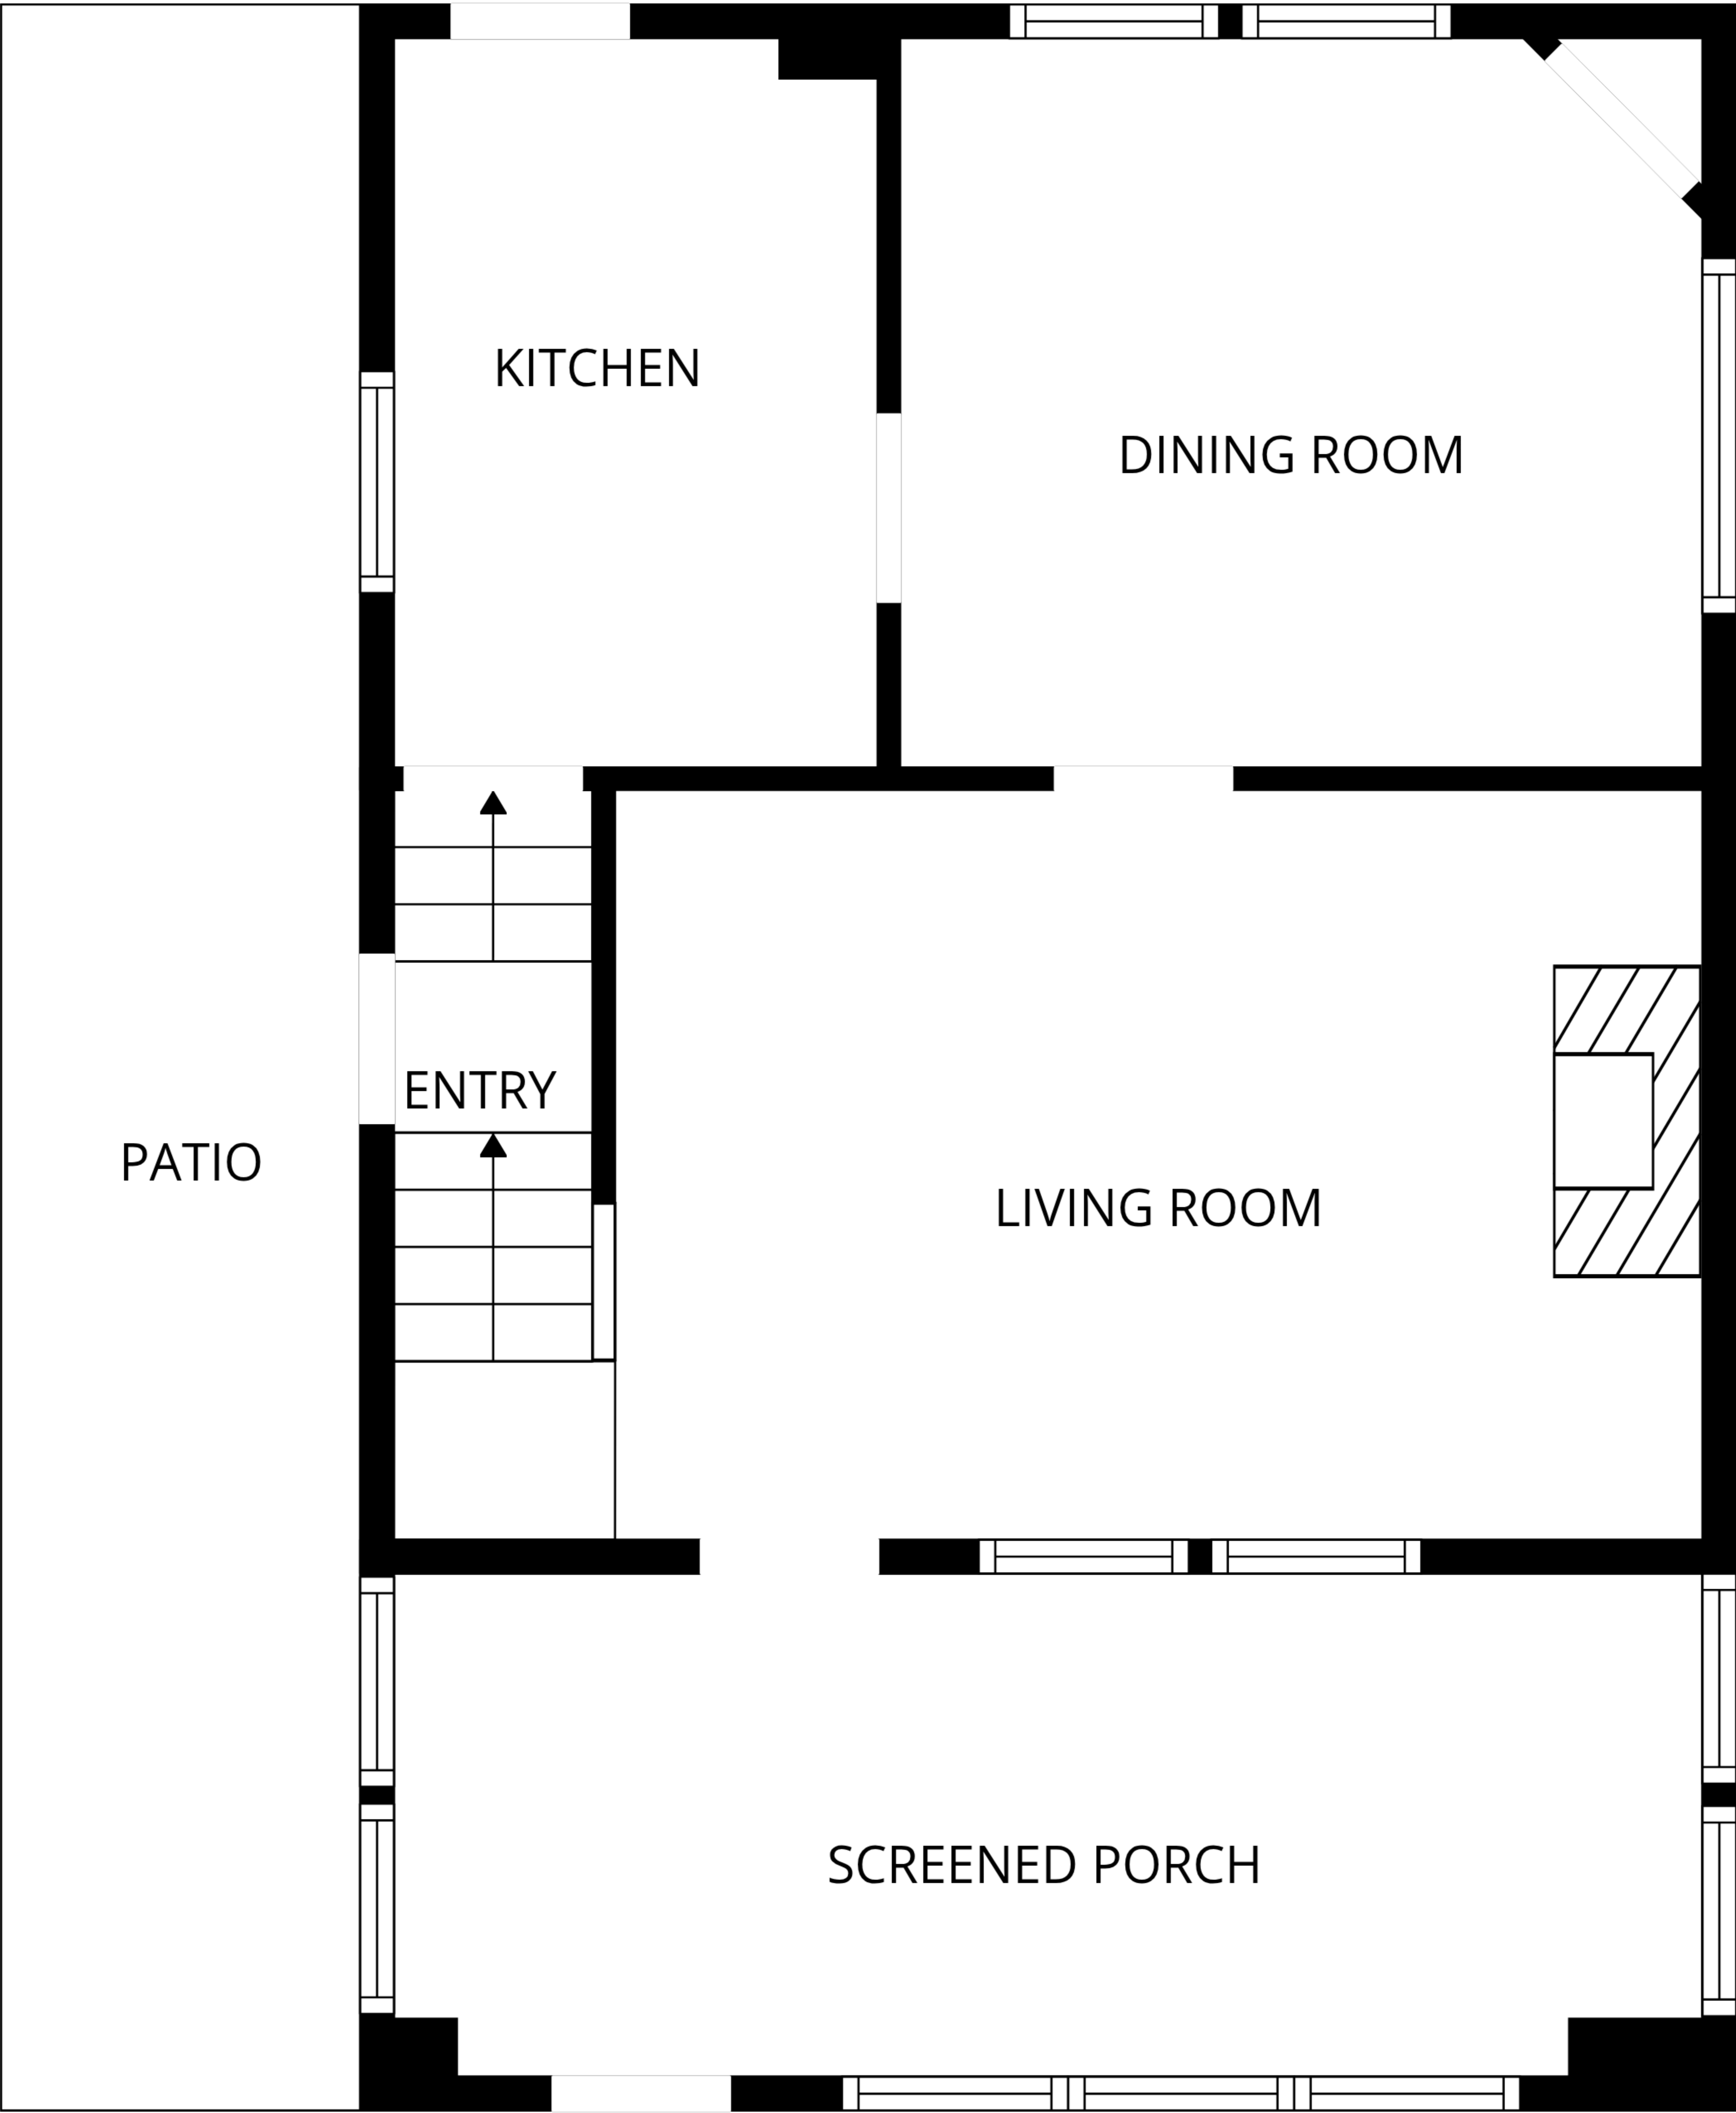 KITCHEN
DINING ROOM
ENTRY
PATIO
LIVING ROOM
SCREENED PORCH